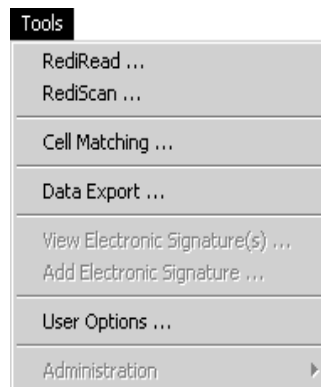 Tools
RediRead ...
RediScan ...
Cell Matching ...
Data Export ...
View Electronic Signature(s) ...
Add Electronic Signature ...
User Options ...
Administration